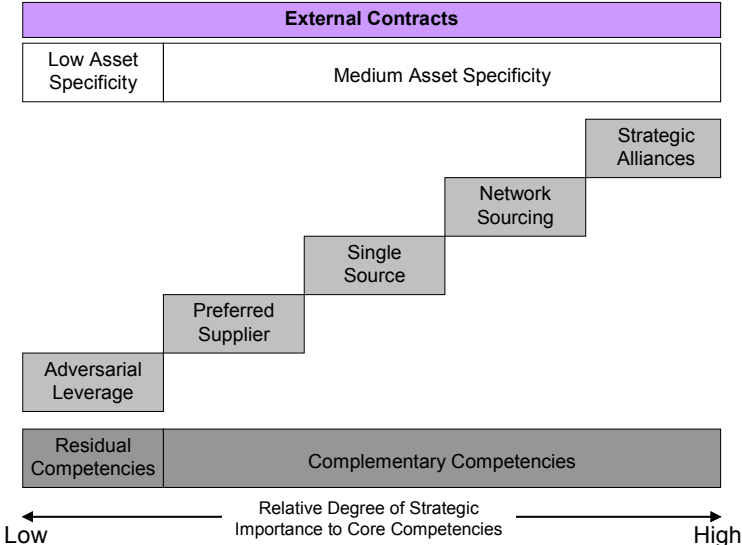 External Contracts
Low Asset
Specificity
Medium Asset Specificity
Strategic
Alliances
Network
Sourcing
Single
Source
Preferred
Supplier
Adversarial
Leverage
Residual
Competencies
Complementary Competencies
Relative Degree of Strategic
Importance to Core Competencies
Low
High